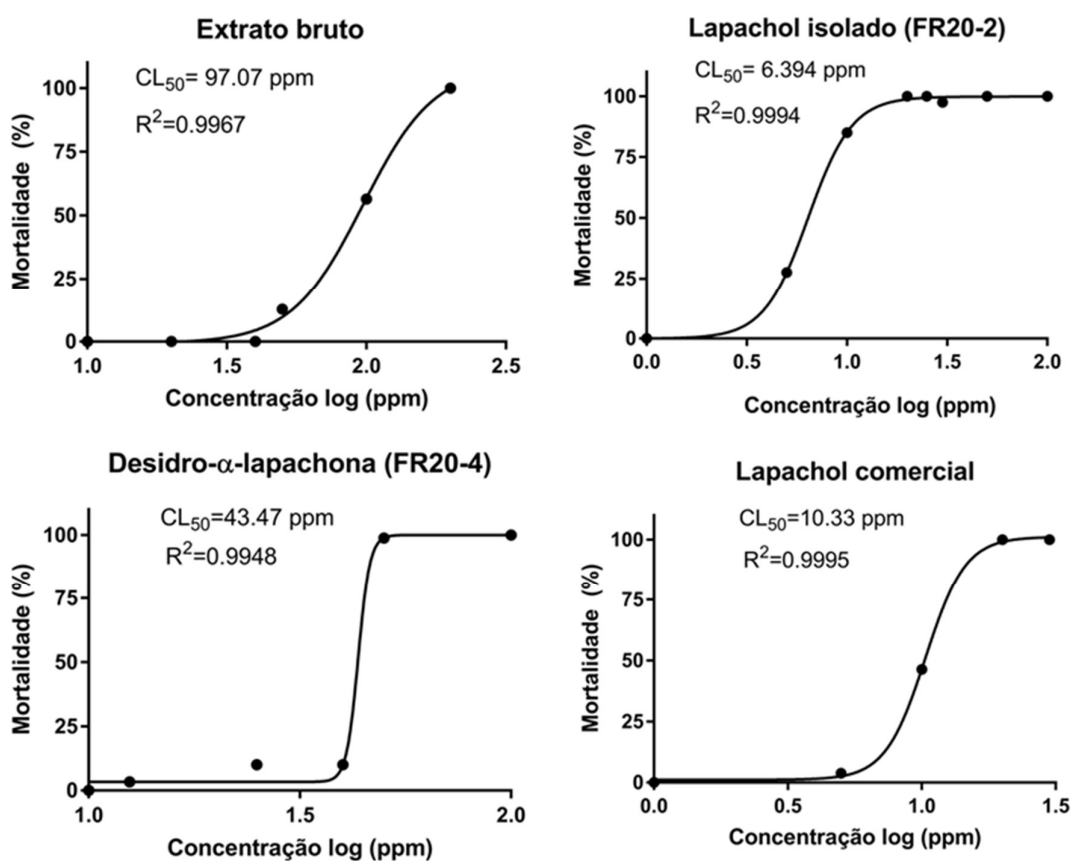 Extrato bruto
CL50= 97.07 ppm
R2=0.9967
Mortalidade (%)
100
75
50
25
0
1.0 1.5 2.0 2.5
Concentração log (ppm)
Lapachol isolado (FR20-2)
CL50= 6.394 ppm
R2=0.9994
Mortalidade (%)
100
75
50
25
0
0.0 0.5 1.0 1.5 2.0
Concentração log (ppm)
Desidro-α-lapachona (FR20-4)
CL50=43.47 ppm
R2=0.9948
Mortalidade (%)
100
75
50
25
0
1.0 1.5 2.0
Concentração log (ppm)
Lapachol comercial
CL50=10.33 ppm
R2=0.9995
Mortalidade (%)
100
75
50
25
0
0.0 0.5 1.0 1.5
Concentração log (ppm)